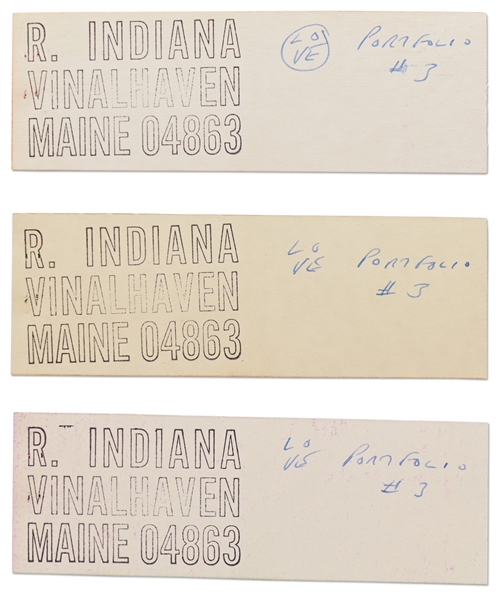 R. INDIANA
VINALHAVEN
MAINE 04863
LO
VE
PORTFOLIO
# 3
R. INDIANA
VINALHAVEN
MAINE 04863
LO
VE
PORTFOLIO
# 3
R. INDIANA
VINALHAVEN
MAINE 04863
LO
VE
PORTFOLIO
# 3